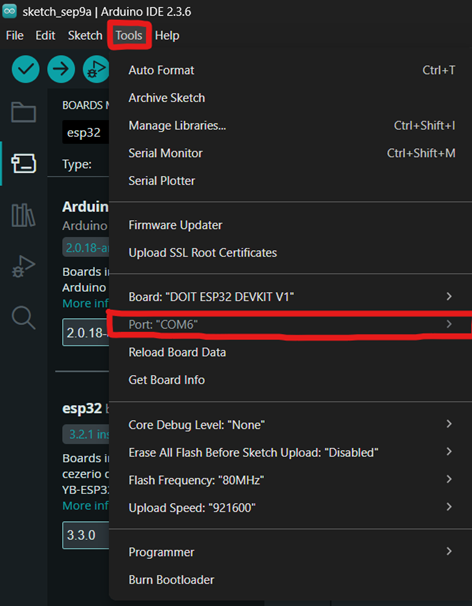 sketch_sep9a | Arduino IDE 2.3.6
File Edit Sketch Tools Help
Auto Format Ctrl+T
Archive Sketch
Manage Libraries... Ctrl+Shift+I
Serial Monitor Ctrl+Shift+M
Serial Plotter
Firmware Updater
Upload SSL Root Certificates
Board: "DOIT ESP32 DEVKIT V1"
Port: "COM6"
Reload Board Data
Get Board Info
Core Debug Level: "None"
Erase All Flash Before Sketch Upload: "Disabled"
Flash Frequency: "80MHz"
Upload Speed: "921600"
Programmer
Burn Bootloader
BOARDS M
esp32
Type:
Arduin
Arduino
2.0.18-a
Boards in
More inf
2.0.18-
esp32 b
3.2.1 ins
Boards in
cezerio d
YB-ESP32
More inf
3.3.0